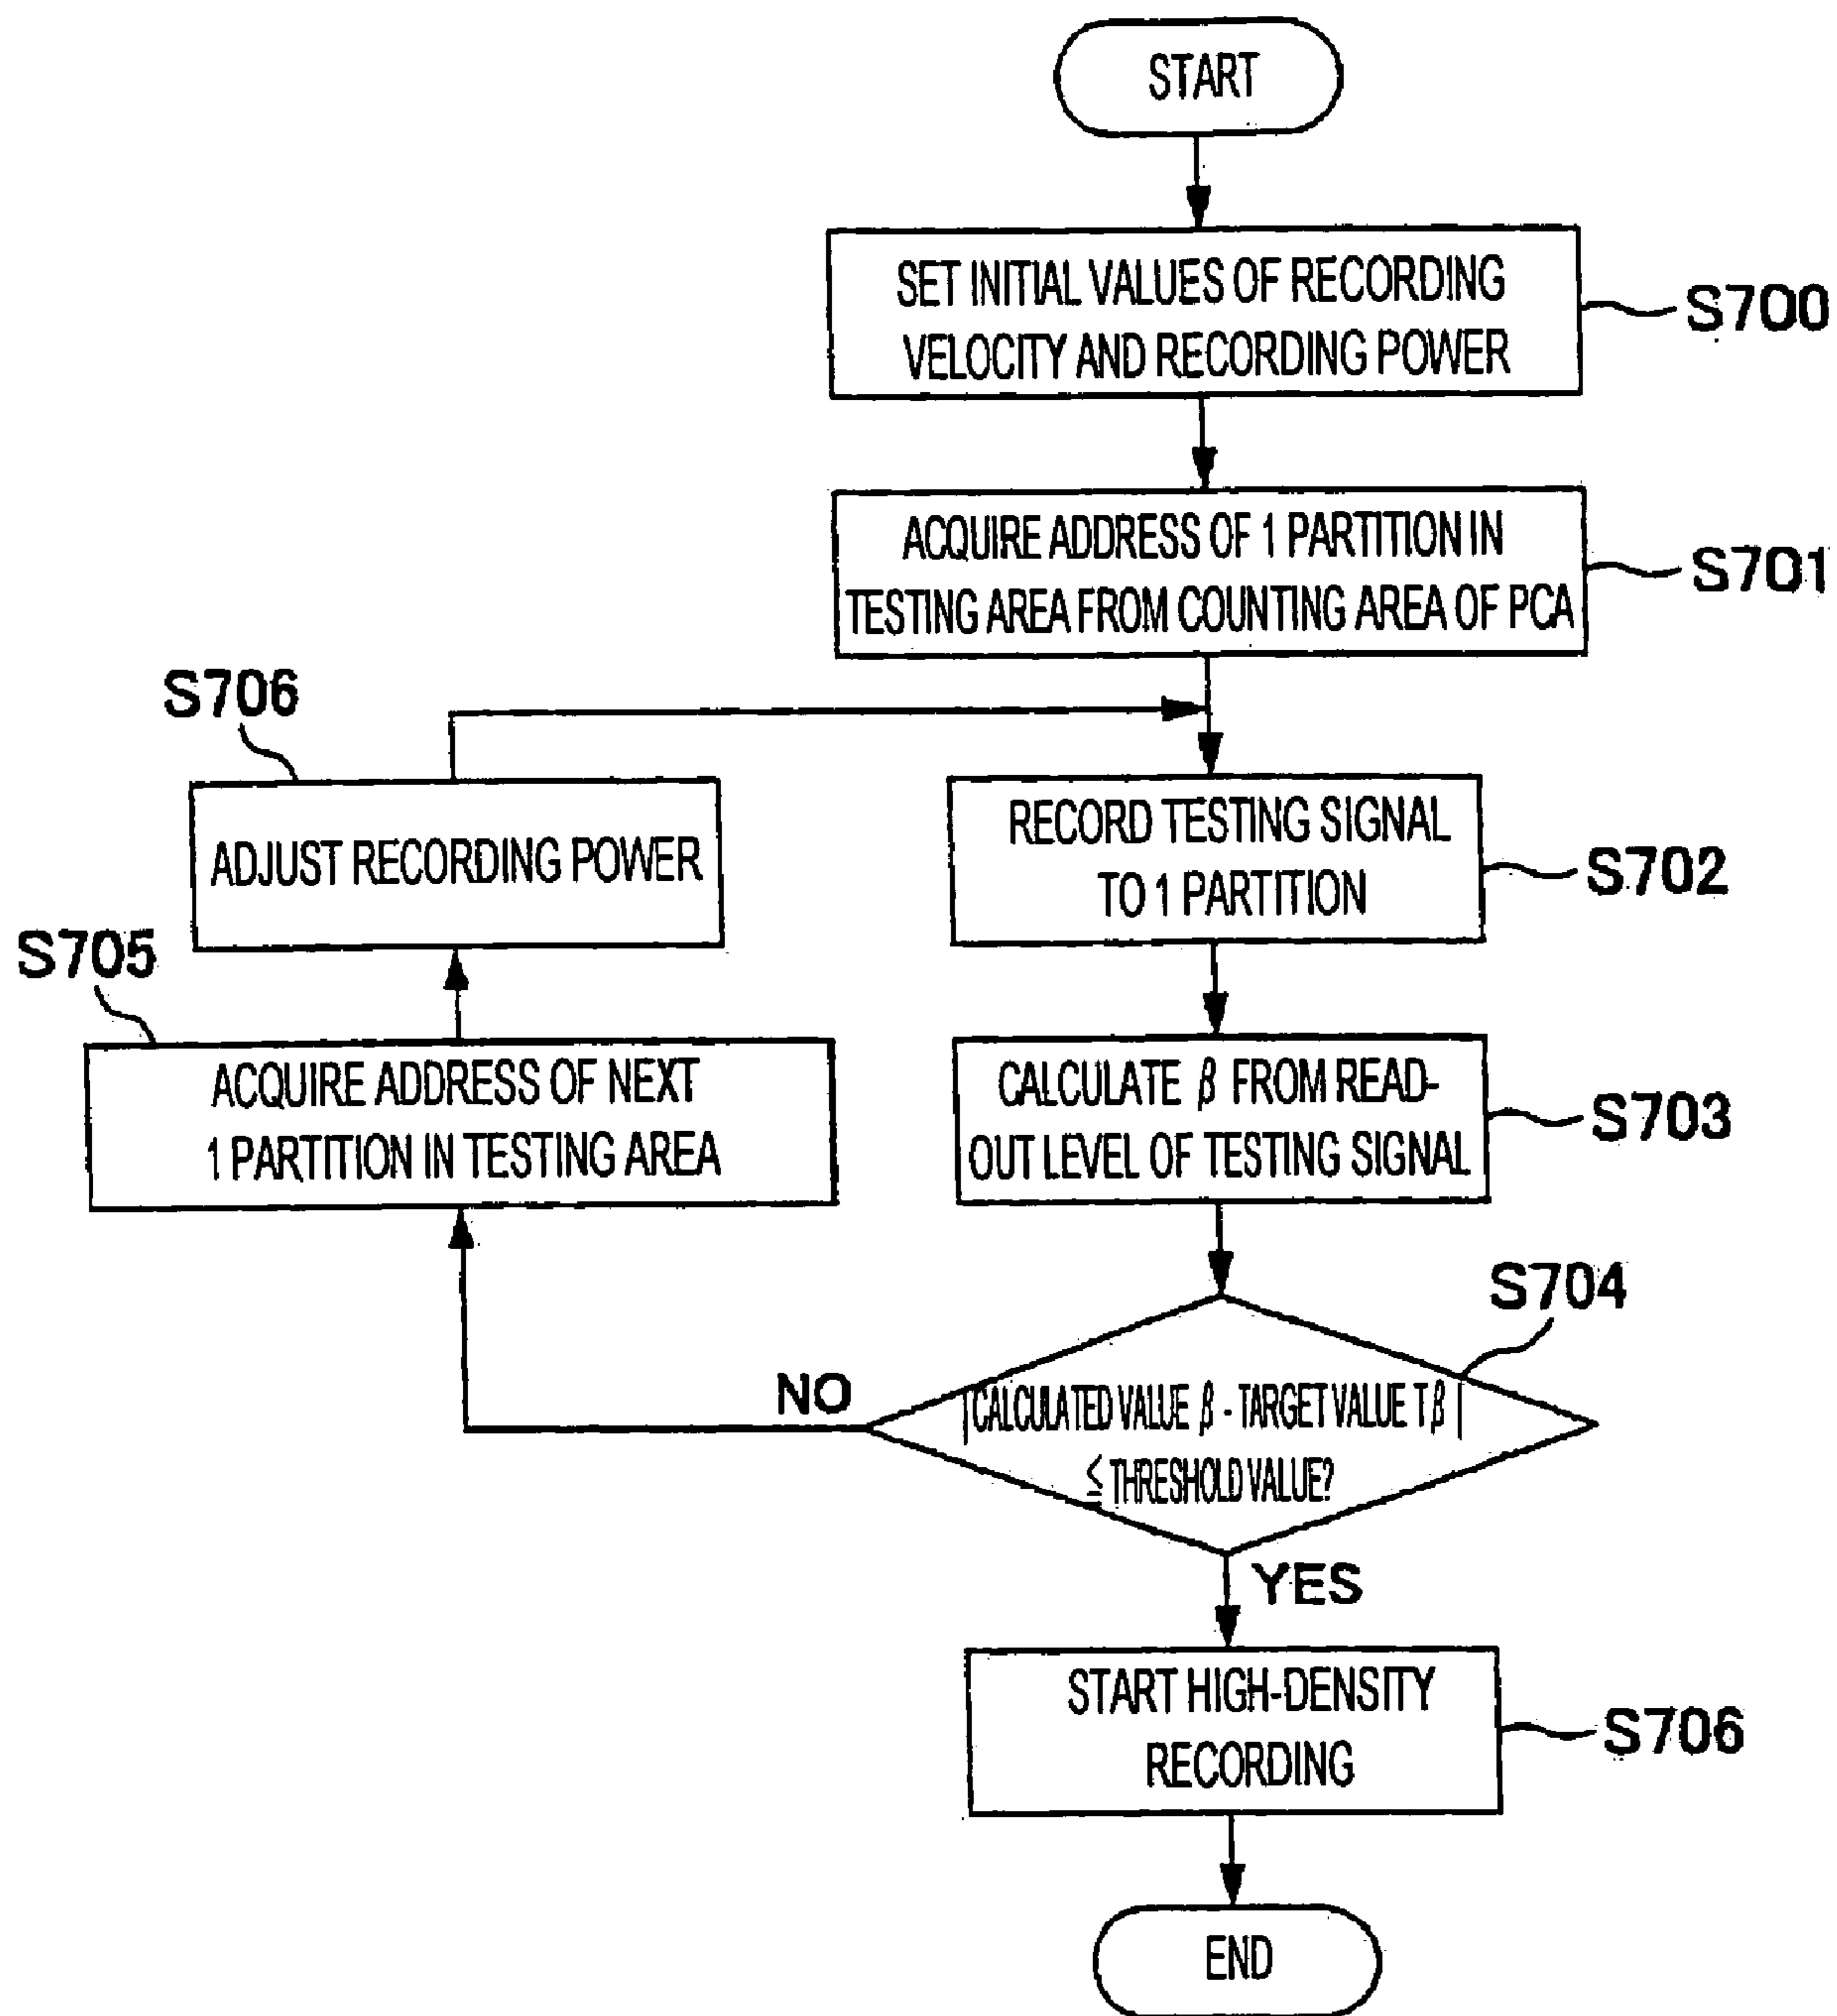 START
SET INITIAL VALUES OF RECORDING
VELOCITY AND RECORDING POWER
S700
ACQUIRE ADDRESS OF 1 PARTITION IN
TESTING AREA FROM COUNTING AREA OF PCA
S701
S706
ADJUST RECORDING POWER
RECORD TESTING SIGNAL
TO 1 PARTITION
S702
S705
ACQUIRE ADDRESS OF NEXT
1 PARTITION IN TESTING AREA
CALCULATE β FROM READ-
OUT LEVEL OF TESTING SIGNAL
S703
S704
NO
|CALCULATED VALUE β - TARGET VALUE Tβ|
≦ THRESHOLD VALUE?
YES
START HIGH-DENSITY
RECORDING
S706
END